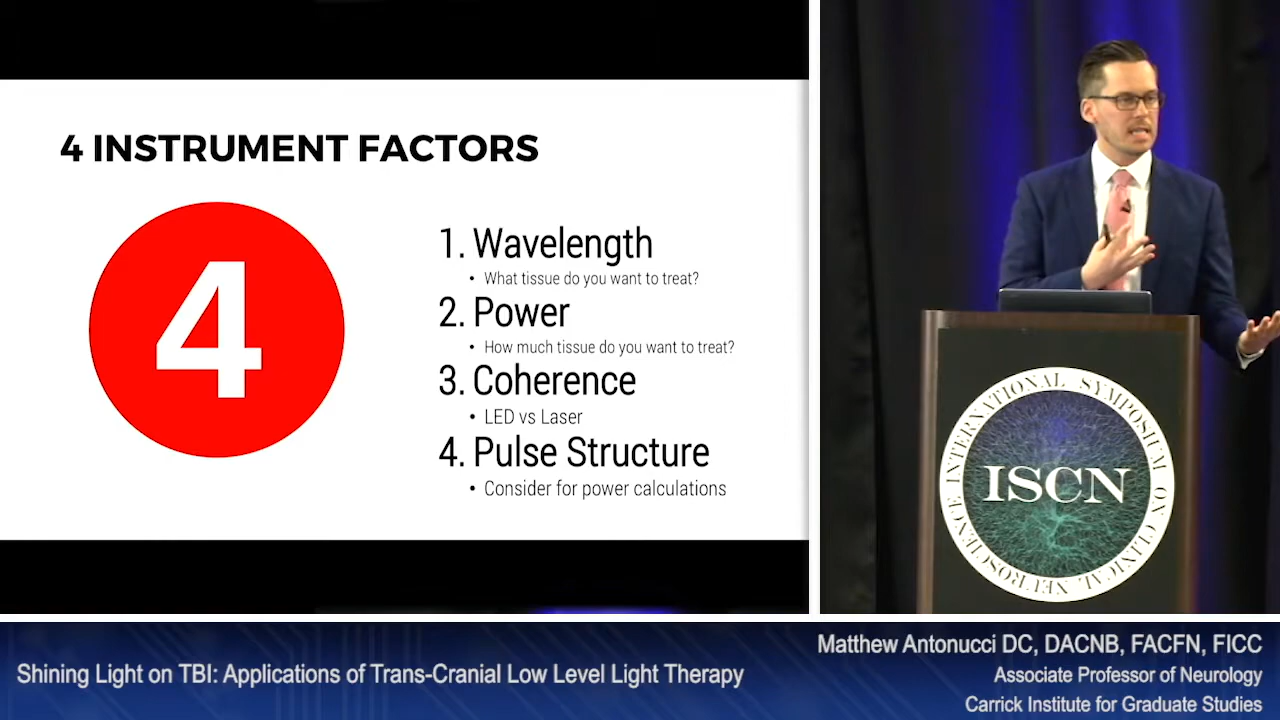 4 INSTRUMENT FACTORS
4
1. Wavelength
• What tissue do you want to treat?
2. Power
• How much tissue do you want to treat?
3. Coherence
• LED vs Laser
4. Pulse Structure
• Consider for power calculations
INTERNATIONAL SYMPOSIUM ON CLINICAL NEUROSCIENCE
ISCN
Shining Light on TBI: Applications of Trans-Cranial Low Level Light Therapy
Matthew Antonucci DC, DACNB, FACFN, FICC
Associate Professor of Neurology
Carrick Institute for Graduate Studies